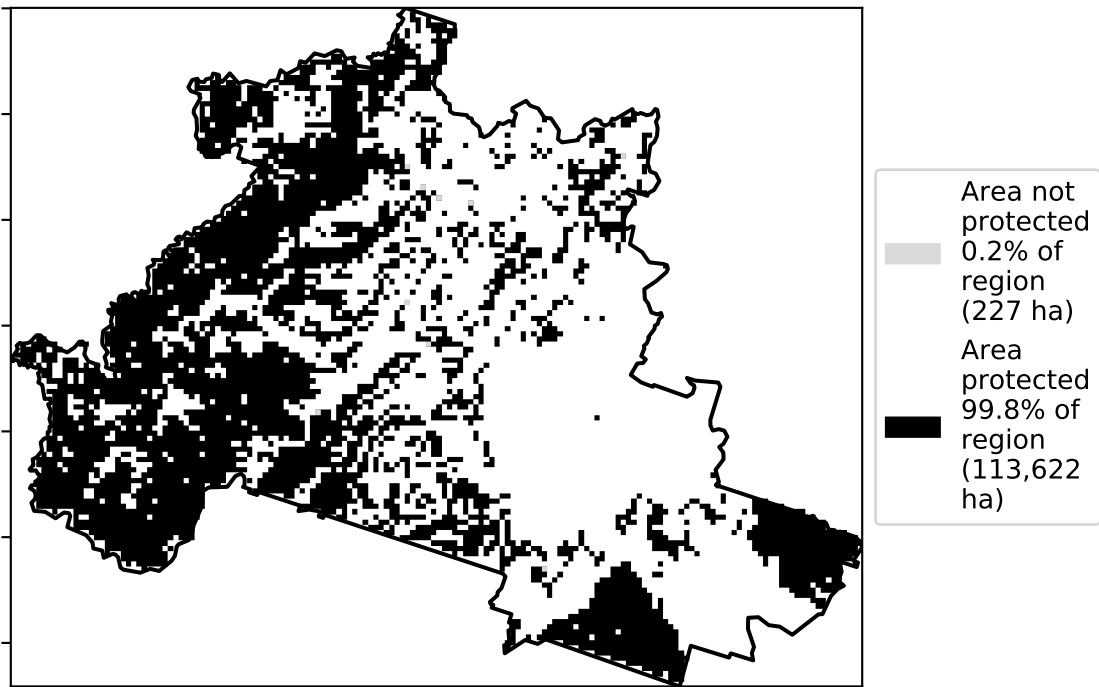 Area not
protected
0.2% of
region
(227 ha)
Area
protected
99.8% of
region
(113,622
ha)